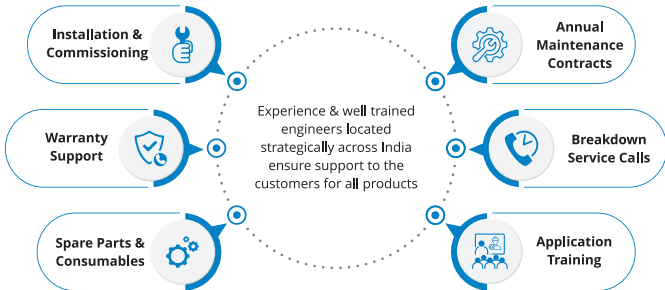 Installation &
Commissioning
Warranty
Support
Spare Parts &
Consumables
Experience & well trained
engineers located
strategically across India
ensure support to the
customers for all products
Annual
Maintenance
Contracts
Breakdown
Service Calls
Application
Training